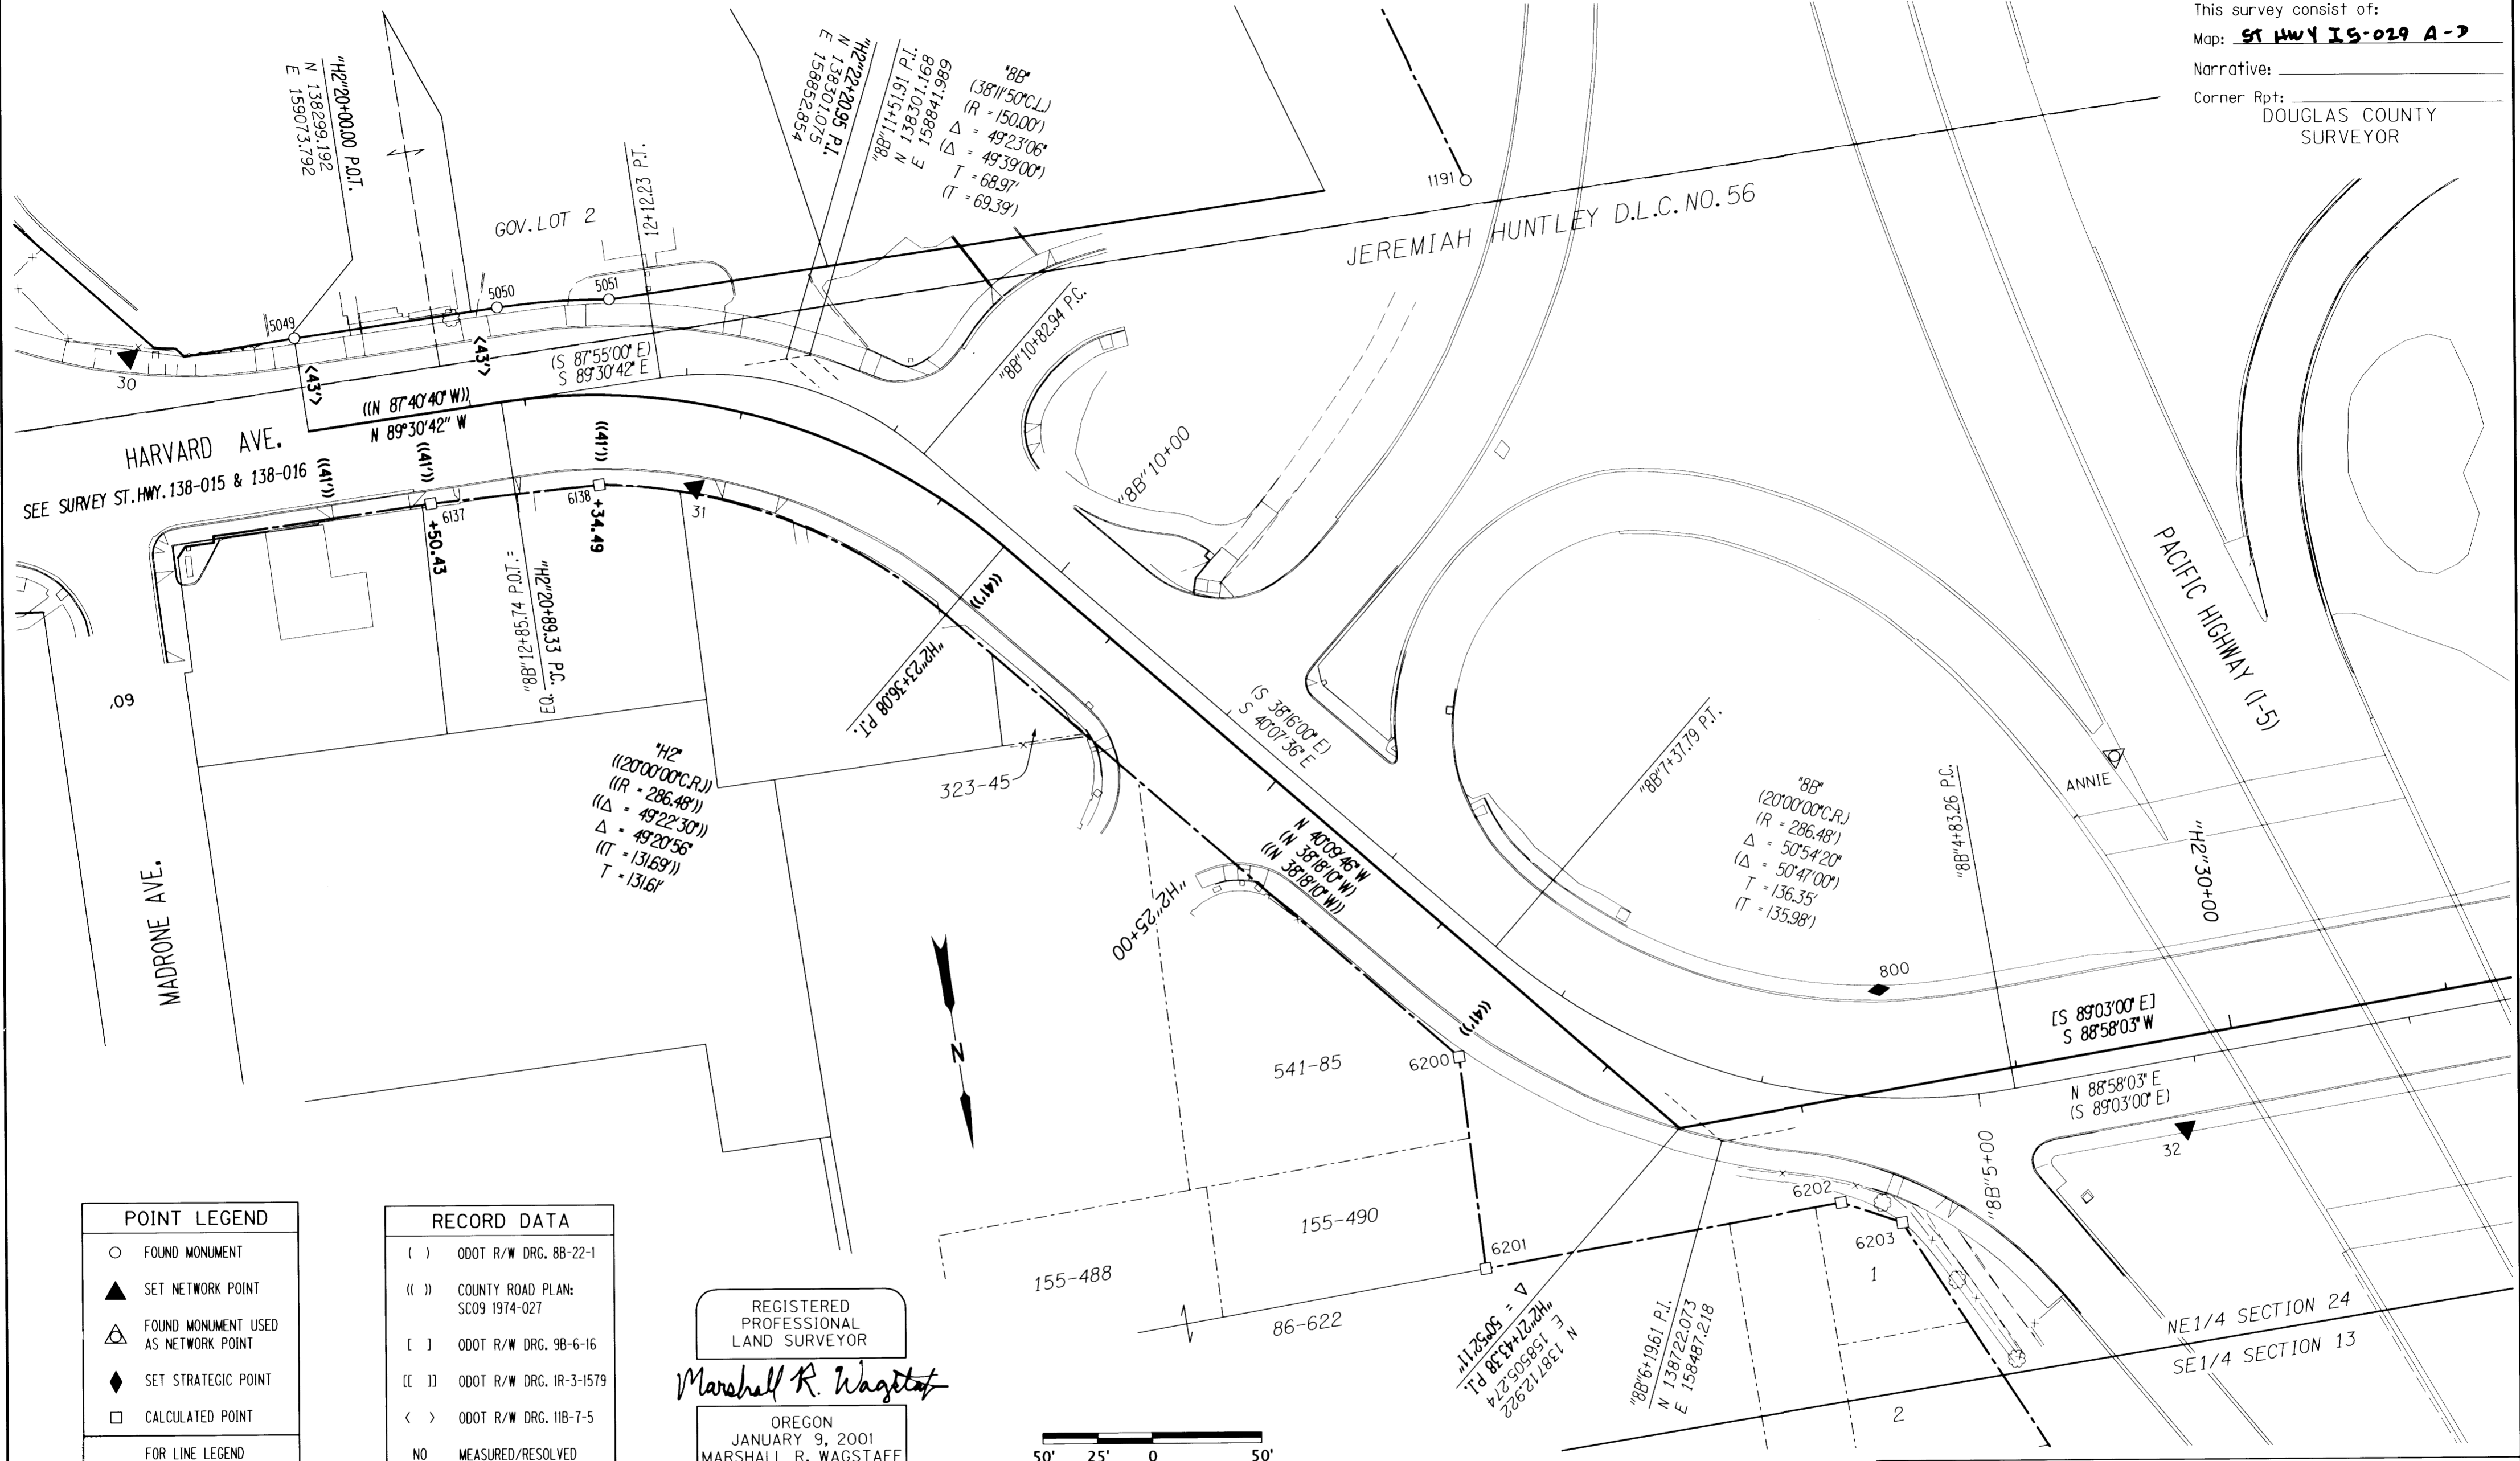 This survey consist of:
Map: ST HWY I5-029 A-D
Narrative:
Corner Rpt:
DOUGLAS COUNTY
SURVEYOR
"H2"20+00.00 P.O.T.
N 138299.192
E 159073.792
GOV. LOT 2
12+12.23 P.T.
"H2"22+20.95 P.I.
N 138301.075
E 158852.854
"8B"11+51.91 P.I.
N 138301.168
E 158841.989
"8B"
(38°11'50"C.L.)
(R = 150.00')
Δ = 49°23'06"
(Δ = 49°39'00")
T = 68.97'
(T = 69.39')
1191
JEREMIAH HUNTLEY D.L.C. NO. 56
5049
5050
5051
30
<43'>
<43'>
(S 87°55'00" E)
S 89°30'42" E
((N 87°40'40" W))
N 89°30'42" W
"8B"10+82.94 P.C.
"8B"10+00
HARVARD AVE.
SEE SURVEY ST.HWY.138-015 & 138-016
((41'))
((41'))
((41'))
6137
+50.43
6138
+34.49
31
"8B"12+85.74 P.O.T. =
"H2"20+89.33 P.C.
EQ.
((41'))
"H2"23+36.08 P.I.
60'
MADRONE AVE.
"H2"
((20°00'00"C.R.))
((R = 286.48'))
((Δ = 49°22'30"))
Δ = 49°20'56"
((T = 131.69'))
T = 131.61'
323-45
(S 38°16'00" E)
S 40°07'36" E
N 40°09'46" W
(N 38°18'10" W)
((N 38°18'10" W))
"8B"7+37.79 P.T.
"8B"
(20°00'00"C.R.)
(R = 286.48')
Δ = 50°54'20"
(Δ = 50°47'00")
T = 136.35'
(T = 135.98')
"8B"4+83.26 P.C.
PACIFIC HIGHWAY (I-5)
ANNIE
"H2"30+00
"H2"25+00
N
800
[S 89°03'00" E]
S 88°58'03" W
N 88°58'03" E
(S 89°03'00" E)
541-85
((41'))
6200
32
"8B"5+00
6202
6203
6201
155-490
155-488
86-622
1
2
Δ = 50°52'11"
"H2"27+43.38 P.I.
N 138712.922
E 158505.274
"8B"6+19.61 P.I.
N 138722.073
E 158487.218
NE1/4 SECTION 24
SE1/4 SECTION 13
POINT LEGEND
FOUND MONUMENT
SET NETWORK POINT
FOUND MONUMENT USED
AS NETWORK POINT
SET STRATEGIC POINT
CALCULATED POINT
FOR LINE LEGEND
RECORD DATA
( ) ODOT R/W DRG. 8B-22-1
(( )) COUNTY ROAD PLAN:
SC09 1974-027
[ ] ODOT R/W DRG. 9B-6-16
[[ ]] ODOT R/W DRG. 1R-3-1579
< > ODOT R/W DRG. 11B-7-5
NO MEASURED/RESOLVED
REGISTERED
PROFESSIONAL
LAND SURVEYOR
Marshall R. Wagstaff
OREGON
JANUARY 9, 2001
MARSHALL R. WAGSTAFF
50' 25' 0 50'